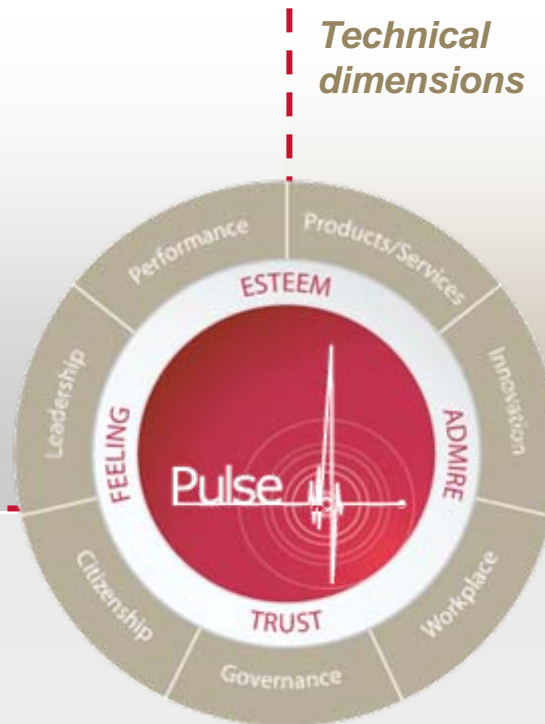 Technical
dimensions
Performance
Products/Services
ESTEEM
Leadership
Innovation
FEELING
ADMIRE
Pulse
Citizenship
Workplace
TRUST
Governance